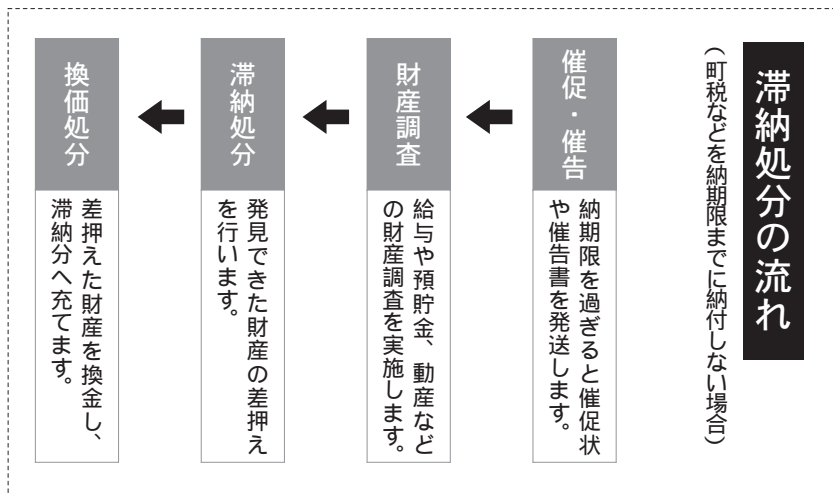 滞納処分の流れ
(町税などを納期限までに納付しない場合)
催促・催告
納期限を過ぎると催促状
や催告書を発送します。
財産調査
給与や預貯金、動産など
の財産調査を実施します。
滞納処分
発見できた財産の差押え
を行います。
換価処分
差押えた財産を換金し、
滞納分へ充てます。